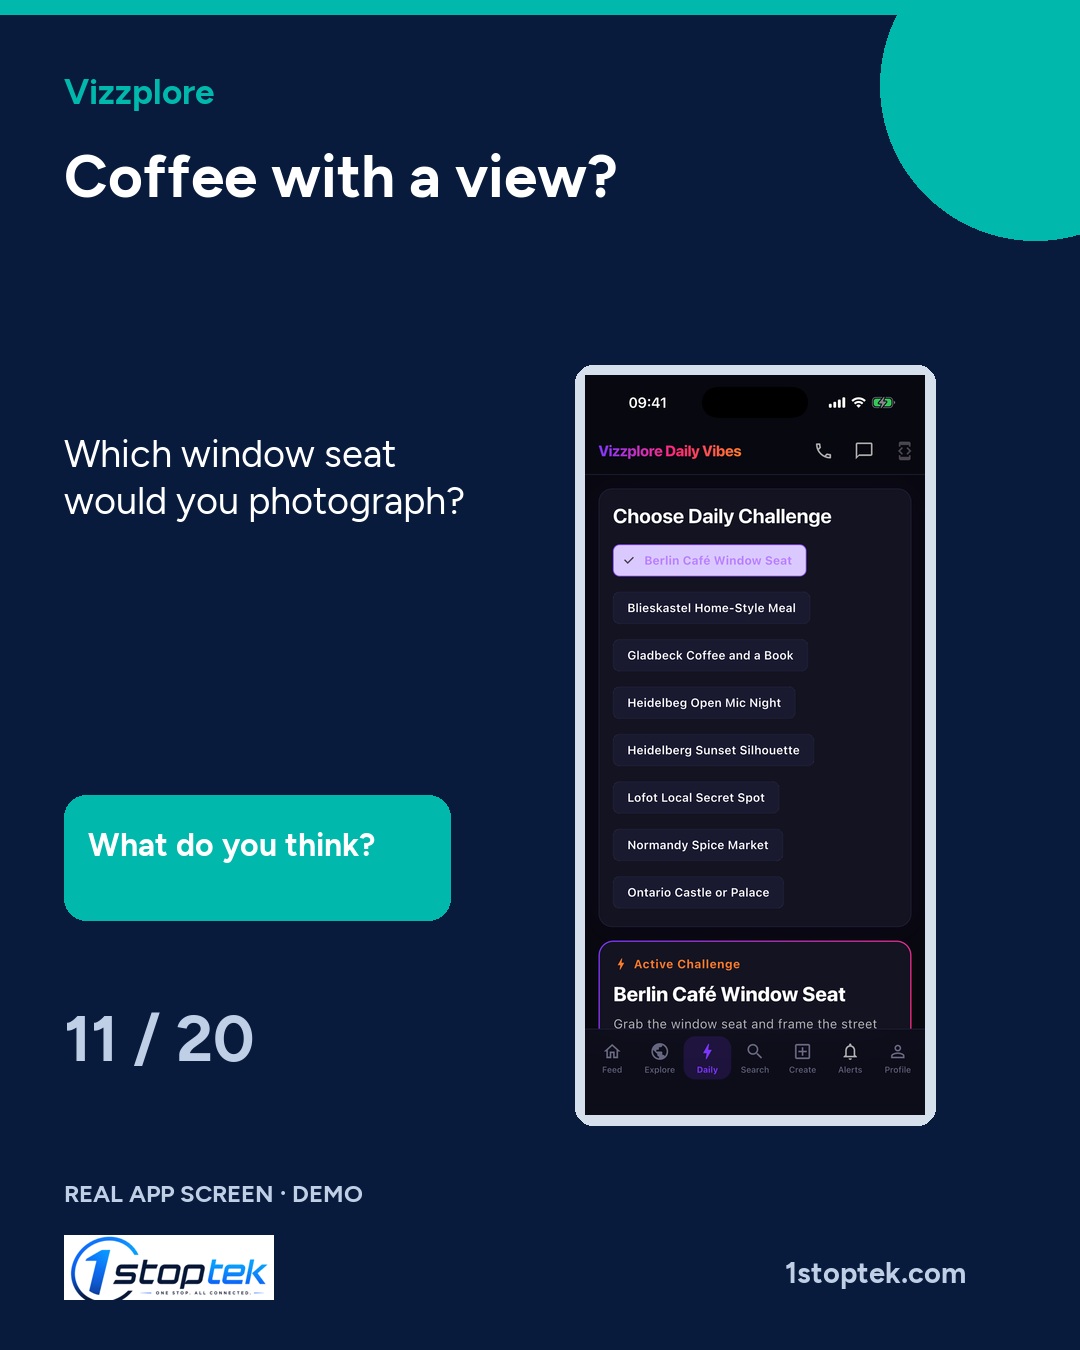 Vizzplore
Coffee with a view?
Which window seat
would you photograph?
What do you think?
11 / 20
REAL APP SCREEN · DEMO
1stoptek
ONE STOP. ALL CONNECTED.
1stoptek.com
09:41
Vizzplore Daily Vibes
Choose Daily Challenge
Berlin Café Window Seat
Blieskastel Home-Style Meal
Gladbeck Coffee and a Book
Heidelbeg Open Mic Night
Heidelberg Sunset Silhouette
Lofot Local Secret Spot
Normandy Spice Market
Ontario Castle or Palace
Active Challenge
Berlin Café Window Seat
Grab the window seat and frame the street
Feed
Explore
Daily
Search
Create
Alerts
Profile